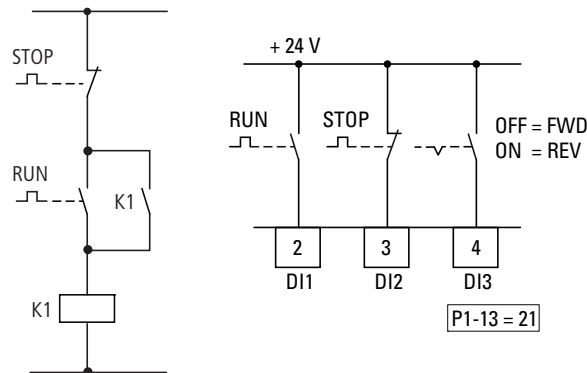 STOP
RUN
K1
K1
+ 24 V
RUN
STOP
OFF = FWD
ON = REV
2
3
4
DI1
DI2
DI3
P1-13 = 21